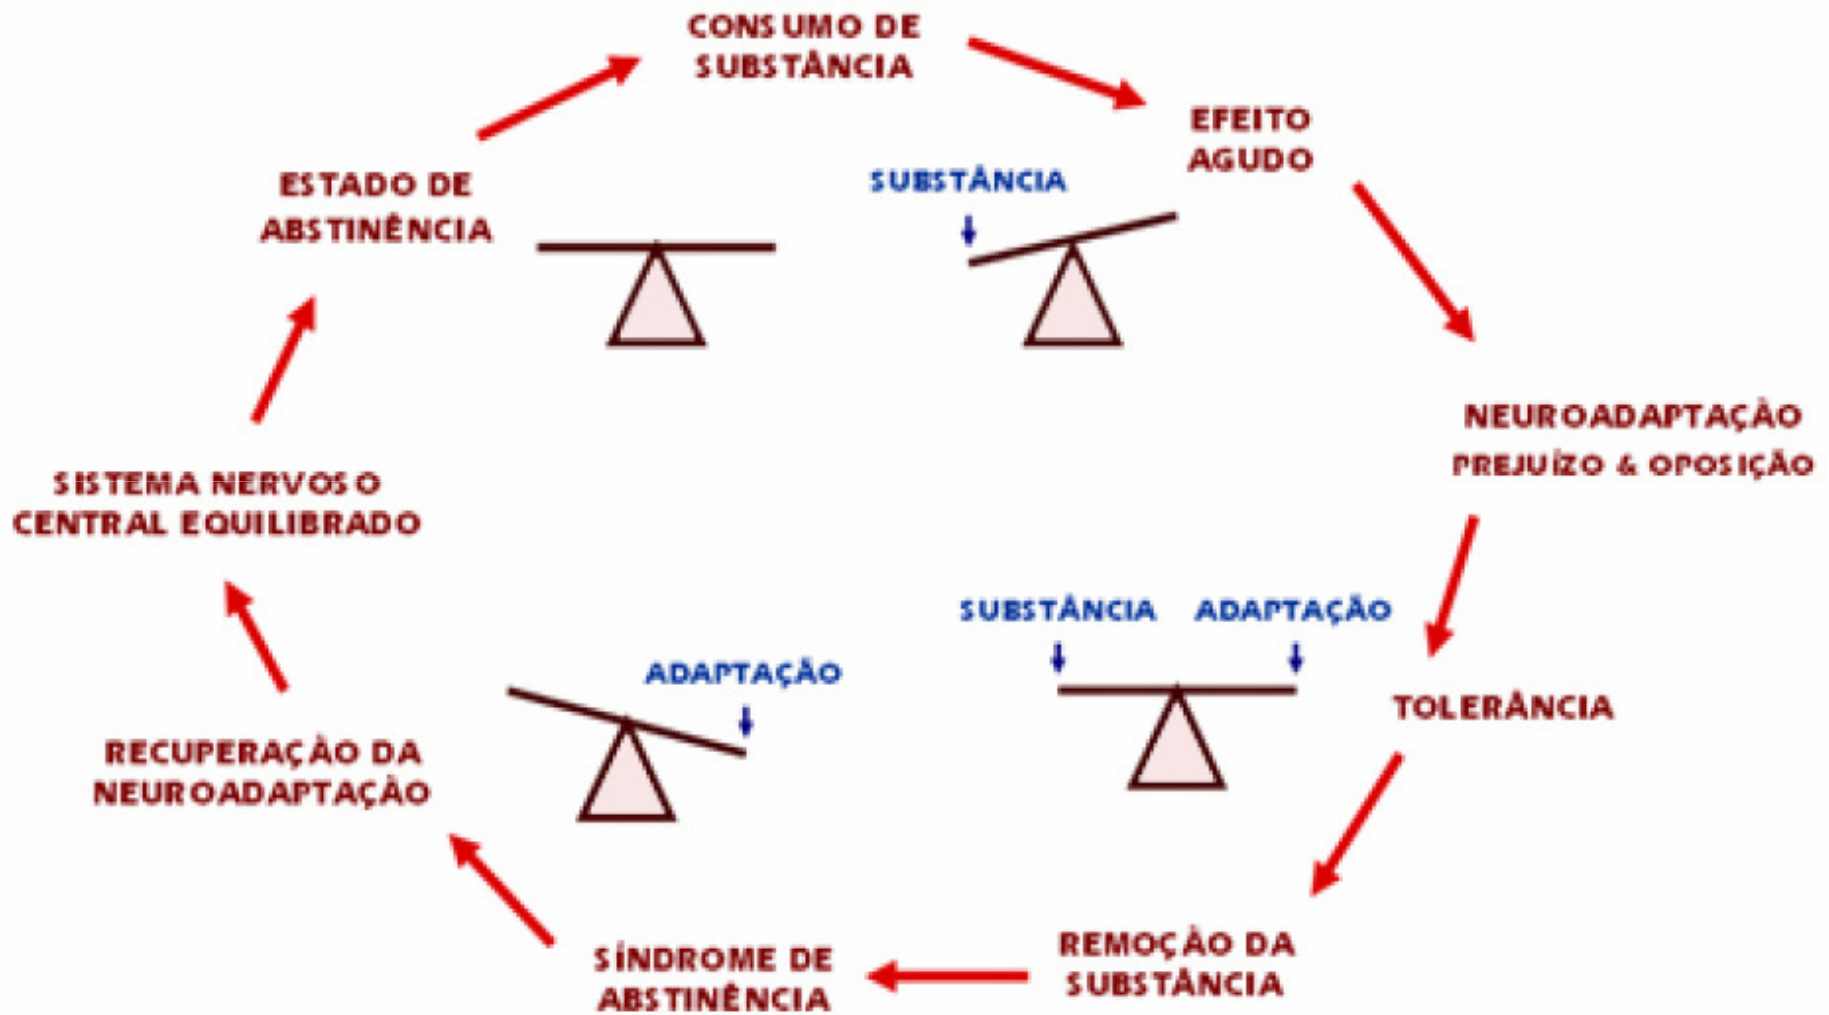 CONSUMO DE
SUBSTÂNCIA
EFEITO
AGUDO
SUBSTÂNCIA
ESTADO DE
ABSTINÊNCIA
NEUROADAPTAÇÃO
PREJUÍZO & OPOSIÇÃO
SISTEMA NERVOSO
CENTRAL EQUILIBRADO
SUBSTÂNCIA ADAPTAÇÃO
ADAPTAÇÃO
TOLERÂNCIA
RECUPERAÇÃO DA
NEUROADAPTAÇÃO
REMOÇÃO DA
SUBSTÂNCIA
SÍNDROME DE
ABSTINÊNCIA